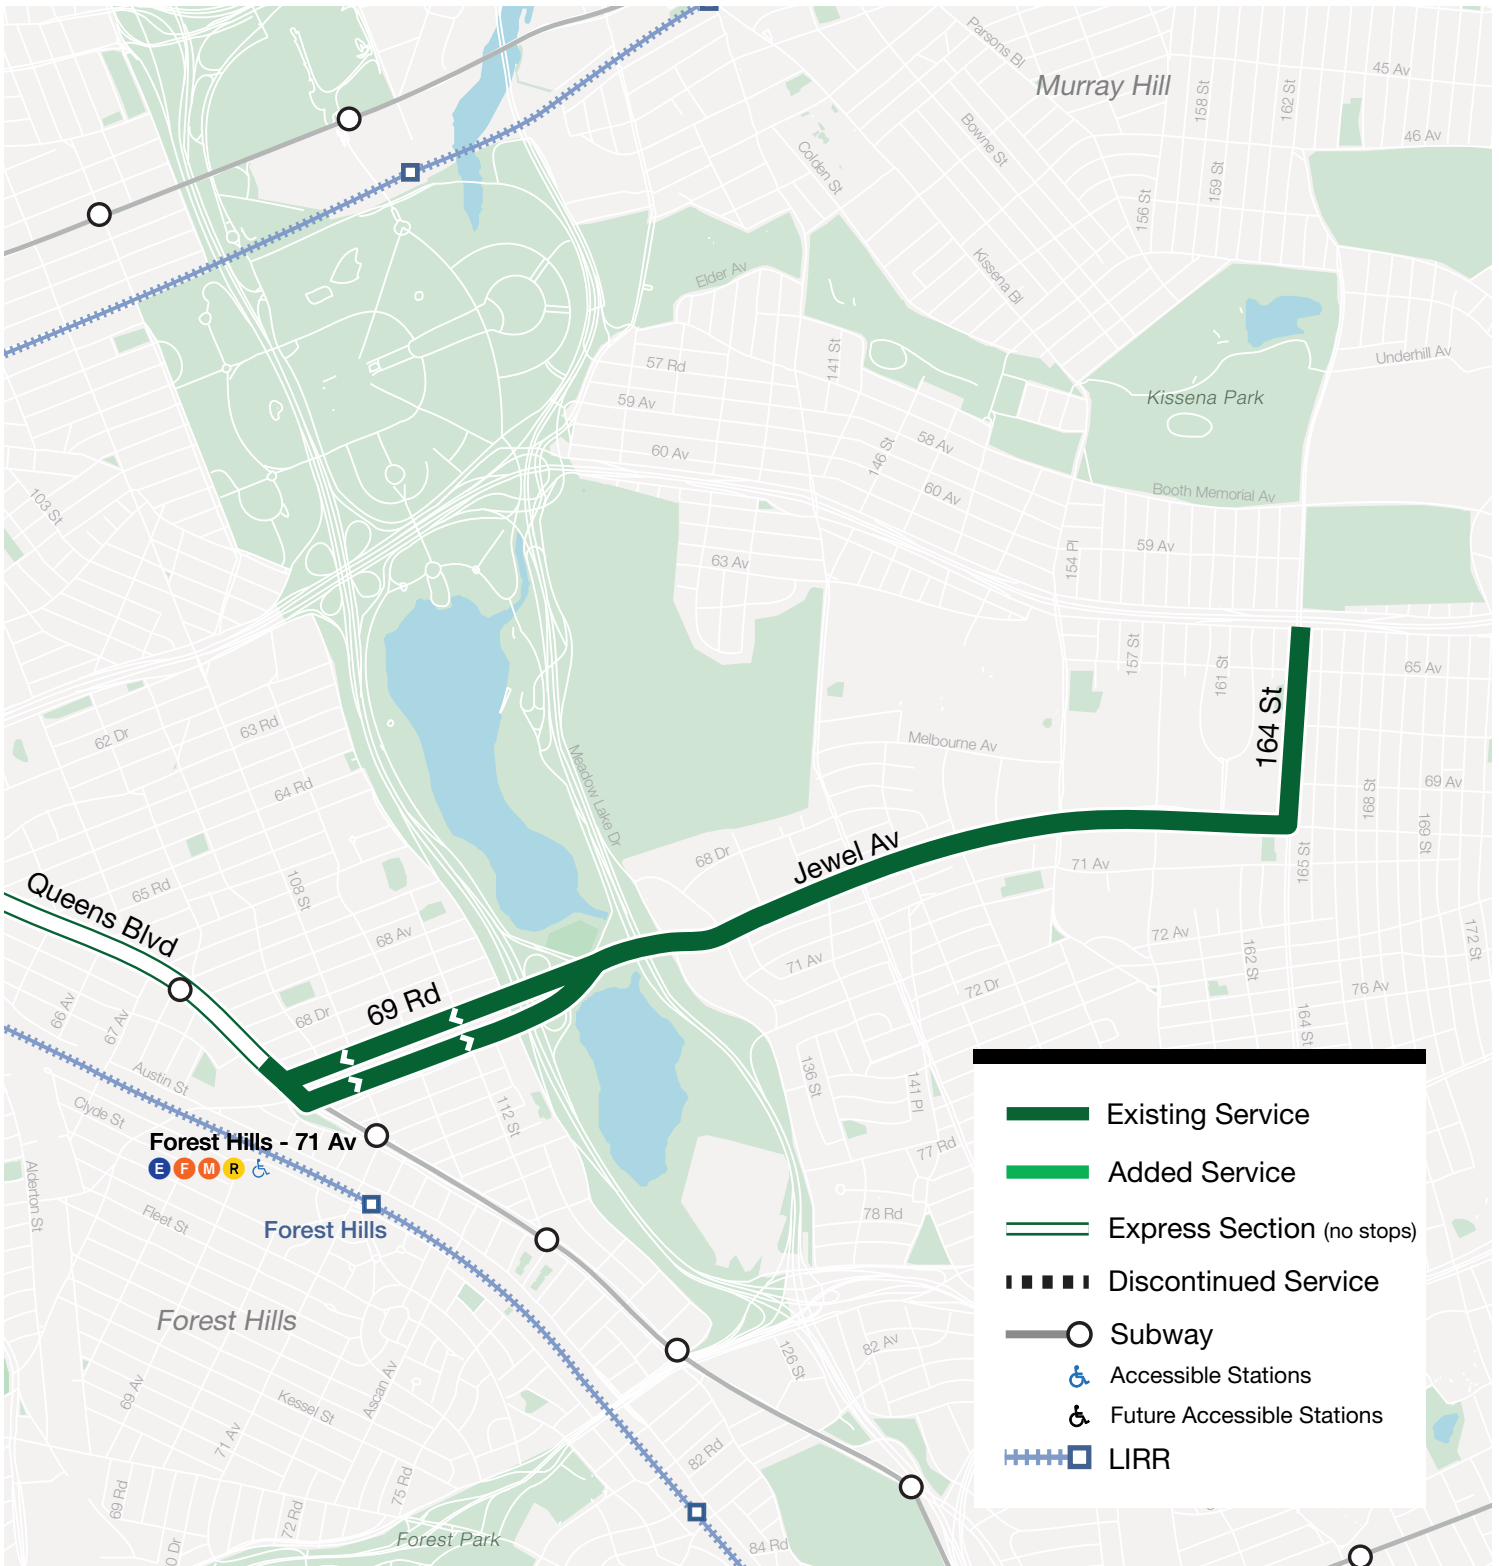 Parsons Bl
Murray Hill
45 Av
158 St
162 St
46 Av
Bowne St
Colden St
159 St
156 St
Elder Av
Kissena Bl
57 Rd
141 St
Underhill Av
Kissena Park
59 Av
58 Av
146 St
60 Av
60 Av
Booth Memorial Av
103 St
59 Av
154 Pl
63 Av
157 St
161 St
65 Av
164 St
62 Dr
63 Rd
Melbourne Av
Meadow Lake Dr
64 Rd
168 St
69 Av
169 St
Jewel Av
68 Dr
165 St
71 Av
Queens Blvd
65 Rd
108 St
68 Av
72 Av
172 St
162 St
71 Av
72 Dr
76 Av
69 Rd
66 Av
67 Av
68 Dr
164 St
Austin St
Clyde St
136 St
141 Pl
112 St
Forest Hills - 71 Av
E F M R
77 Rd
Alderton St
Fleet St
Forest Hills
78 Rd
Forest Hills
126 St
82 Av
69 Av
Kessel St
Ascan Av
71 Av
82 Rd
69 Rd
72 Rd
75 Rd
Forest Park
84 Rd
0 Dr
Existing Service
Added Service
Express Section (no stops)
Discontinued Service
Subway
Accessible Stations
Future Accessible Stations
LIRR